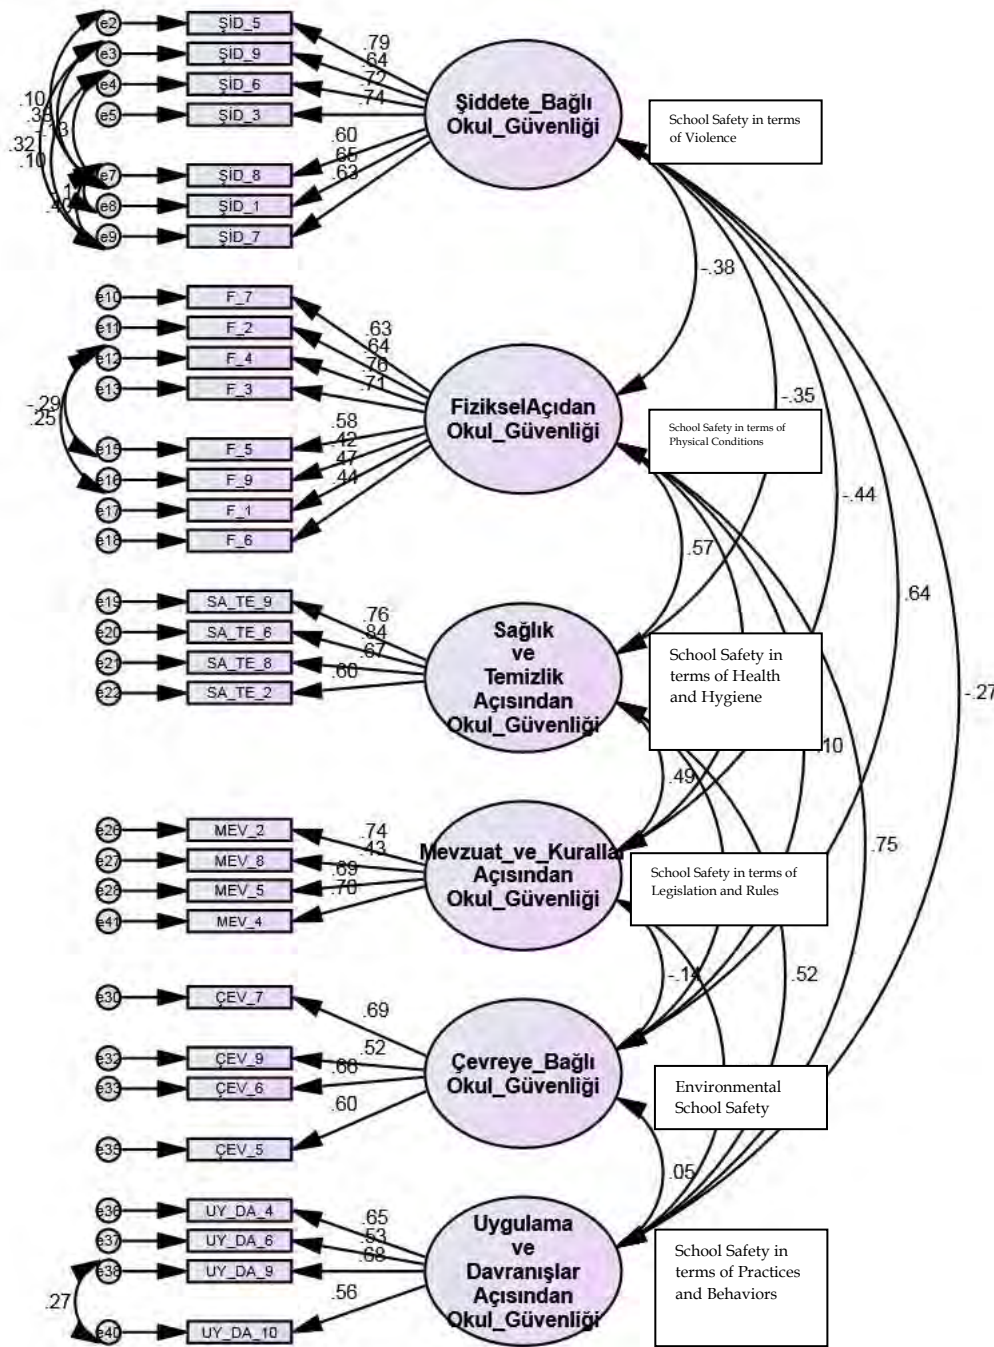 e2
ŞİD_5
e3
ŞİD_9
e4
ŞİD_6
e5
ŞİD_3
e7
ŞİD_8
e8
ŞİD_1
e9
ŞİD_7
.79
.64
.72
.74
.60
.65
.63
.10
.32
.10
Şiddete_Bağlı
Okul_Güvenliği
School Safety in terms
of Violence
-.38
e10
F_7
e11
F_2
e12
F_4
e13
F_3
e15
F_5
e16
F_9
e17
F_1
e18
F_6
.63
.64
.76
.71
.58
.42
.47
.44
-.29
.25
FizikselAçıdan
Okul_Güvenliği
School Safety in terms of
Physical Conditions
-.35
-.44
.57
.64
e19
SA_TE_9
e20
SA_TE_6
e21
SA_TE_8
e22
SA_TE_2
.76
.84
.67
.60
Sağlık
ve
Temizlik
Açısından
Okul_Güvenliği
School Safety in
terms of Health
and Hygiene
-.27
.10
.49
.75
e26
MEV_2
e27
MEV_8
e28
MEV_5
e41
MEV_4
.74
.43
.69
.70
Mevzuat_ve_Kurallar
Açısından
Okul_Güvenliği
School Safety in terms of
Legislation and Rules
-.14
.52
e30
ÇEV_7
e32
ÇEV_9
e33
ÇEV_6
e35
ÇEV_5
.69
.52
.66
.60
Çevreye_Bağlı
Okul_Güvenliği
Environmental
School Safety
.05
e36
UY_DA_4
e37
UY_DA_6
e38
UY_DA_9
e40
UY_DA_10
.65
.53
.68
.56
.27
Uygulama
ve
Davranışlar
Açısından
Okul_Güvenliği
School Safety in
terms of Practices
and Behaviors